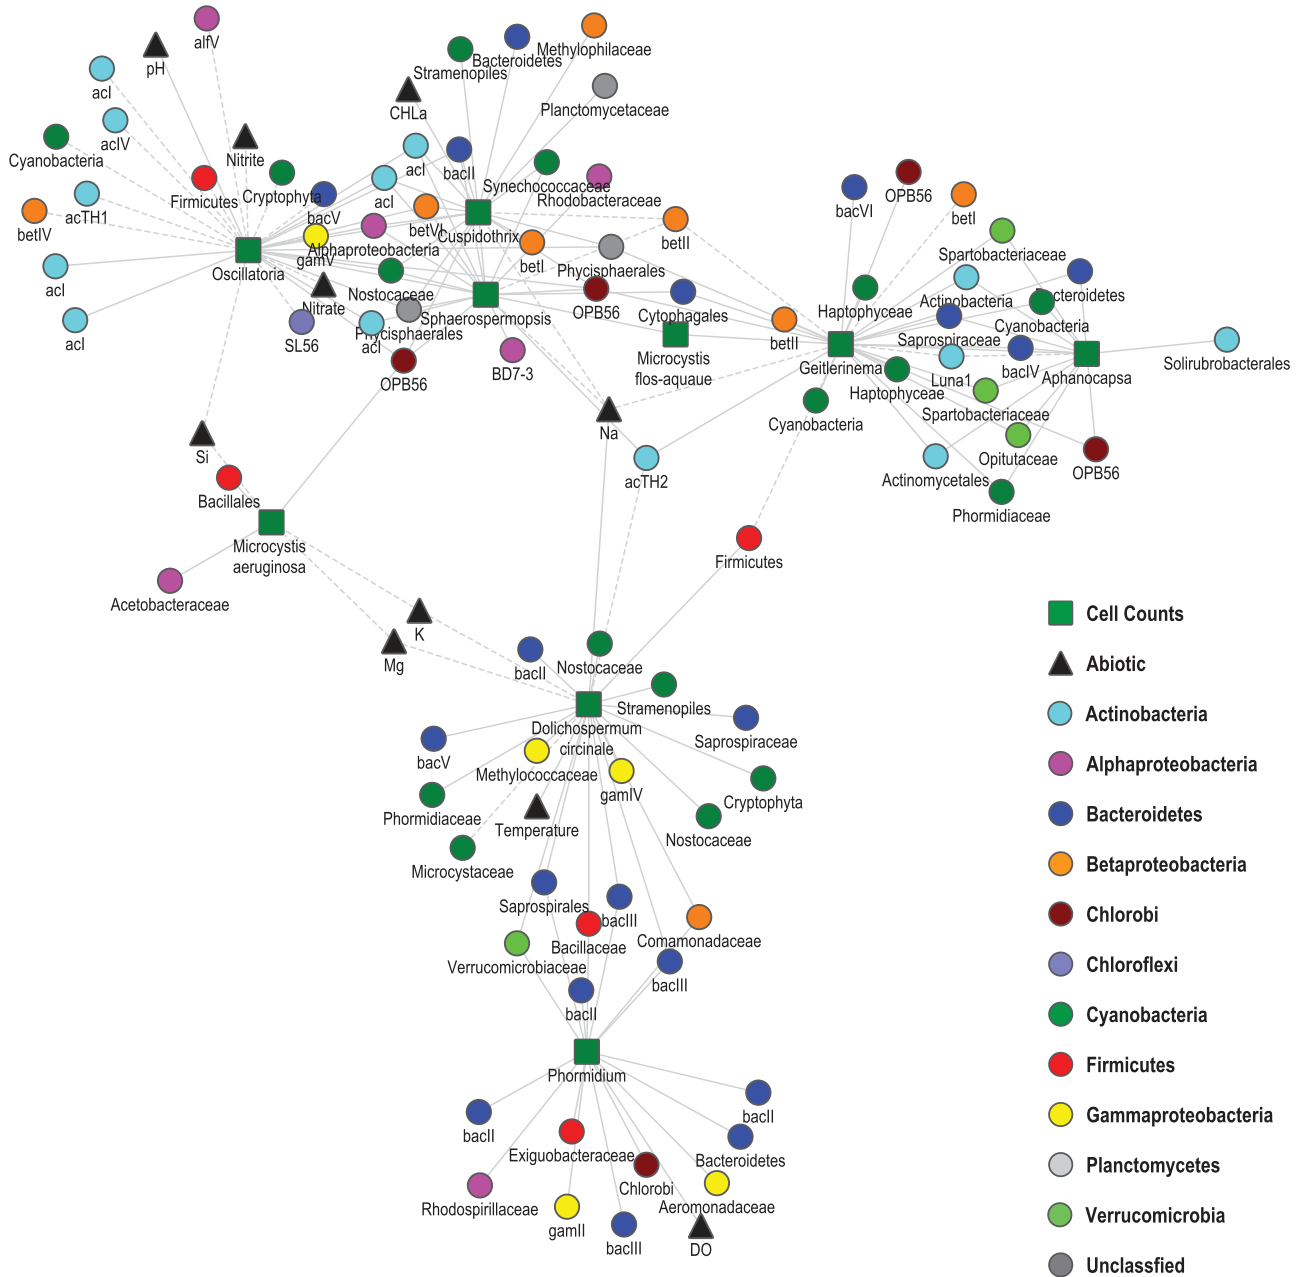 alfV
pH
acI
acIV
Cyanobacteria
Nitrite
acTH1
betIV
Firmicutes
Cryptophyta
bacV
gamV
Alphaproteobacteria
Oscillatoria
acI
acI
Nitrate
SL56
Nostocaceae
Phycisphaerales
acI
OPB56
Stramenopiles
Bacteroidetes
Methylophilaceae
CHLa
Planctomycetaceae
acI
bacII
acI
Synechococcaceae
Rhodobacteraceae
betVI
Cuspidothrix
betI
Phycisphaerales
betII
Sphaerospermopsis
OPB56
Cytophagales
BD7-3
Microcystis
flos-aquaue
betII
Na
acTH2
bacVI
OPB56
betI
Spartobacteriaceae
Actinobacteria
Bacteroidetes
Haptophyceae
Cyanobacteria
Saprospiraceae
bacIV
Geitlerinema
Luna1
Aphanocapsa
Solirubrobacterales
Haptophyceae
Spartobacteriaceae
Cyanobacteria
Opitutaceae
OPB56
Actinomycetales
Phormidiaceae
Si
Bacillales
Microcystis
aeruginosa
Acetobacteraceae
Firmicutes
K
Mg
bacII
Nostocaceae
Stramenopiles
Dolichospermum
circinale
Saprospiraceae
bacV
Methylococcaceae
gamIV
Cryptophyta
Phormidiaceae
Temperature
Nostocaceae
Microcystaceae
Saprospirales
bacIII
Bacillaceae
Comamonadaceae
Verrucomicrobiaceae
bacIII
bacII
Phormidium
bacII
bacII
Exiguobacteraceae
Bacteroidetes
Chlorobi
Rhodospirillaceae
Aeromonadaceae
gamII
bacIII
DO
Cell Counts
Abiotic
Actinobacteria
Alphaproteobacteria
Bacteroidetes
Betaproteobacteria
Chlorobi
Chloroflexi
Cyanobacteria
Firmicutes
Gammaproteobacteria
Planctomycetes
Verrucomicrobia
Unclassfied